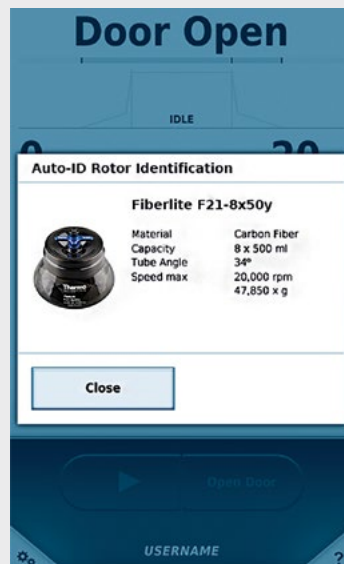 Door Open
IDLE
Auto-ID Rotor Identification
Fiberlite F21-8x50y
Material Carbon Fiber
Capacity 8 x 500 ml
Tube Angle 34°
Speed max 20,000 rpm
47,850 x g
Thermo
Close
Open Door
USERNAME
?